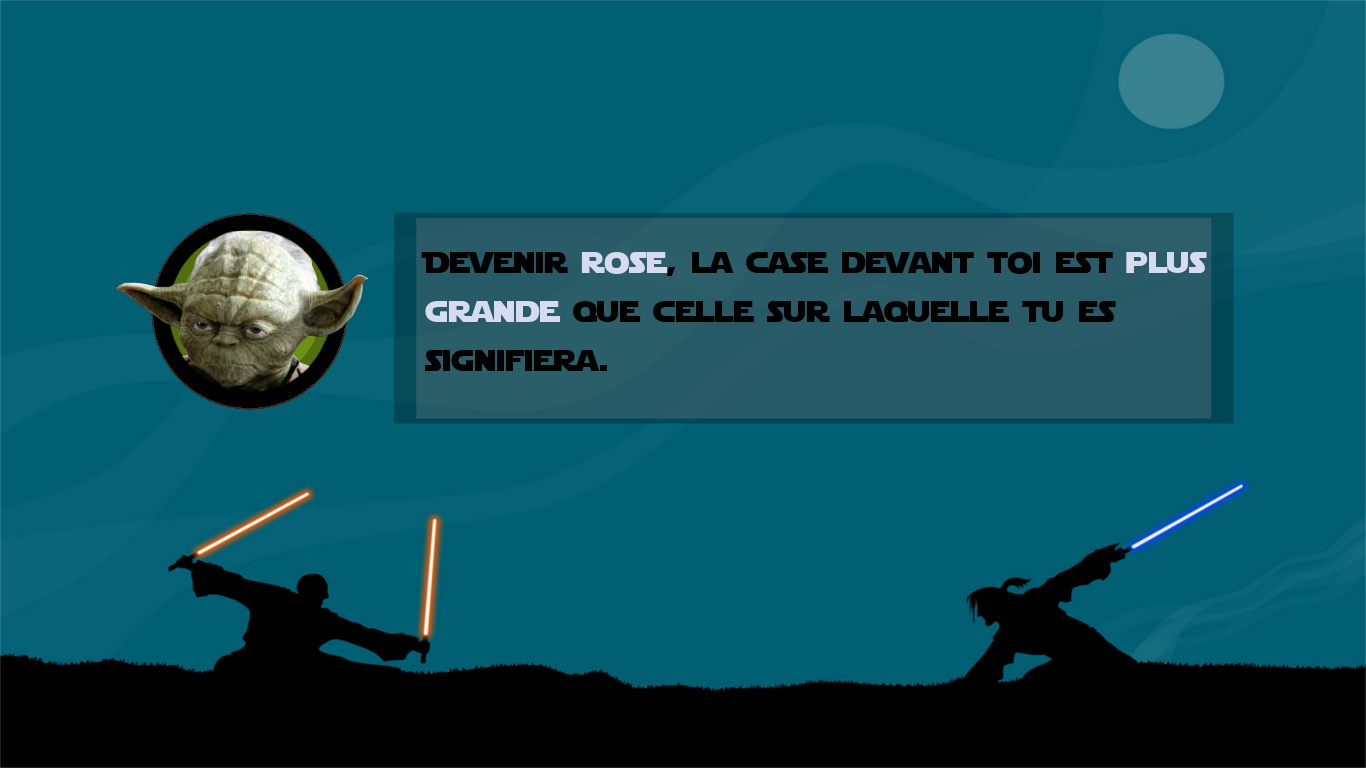 Devenir rose, la case devant toi est plus
grande que celle sur laquelle tu es
signifiera.